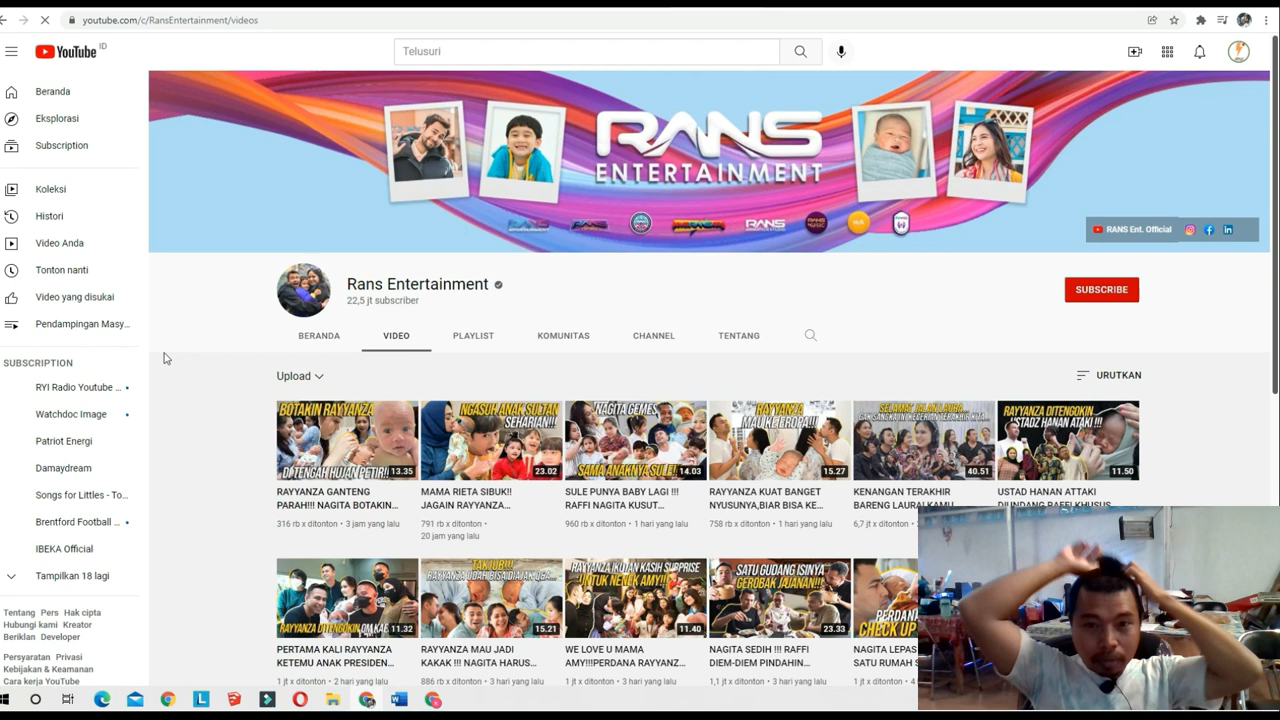 youtube.com/c/RansEntertainment/videos
YouTube ID
Telusuri
Beranda
Eksplorasi
Subscription
Koleksi
Histori
Video Anda
Tonton nanti
Video yang disukai
Pendampingan Masy...
SUBSCRIPTION
RYI Radio Youtube ...
Watchdoc Image
Patriot Energi
Damaydream
Songs for Littles - To...
Brentford Football ...
IBEKA Official
Tampilkan 18 lagi
Tentang Pers Hak cipta
Hubungi kami Kreator
Beriklan Developer
Persyaratan Privasi
Kebijakan & Keamanan
Cara kerja YouTube
RANS
ENTERTAINMENT
RANS Ent. Official
Rans Entertainment
22,5 jt subscriber
SUBSCRIBE
BERANDA VIDEO PLAYLIST KOMUNITAS CHANNEL TENTANG
Upload
URUTKAN
BOTAKIN RAYYANZA
DI TENGAH HUJAN PETIR!!
13.35
RAYYANZA GANTENG
PARAH!!! NAGITA BOTAKIN...
316 rb x ditonton • 3 jam yang lalu
NGASUH ANAK SULTAN
SEHARIAN!!!
23.02
MAMA RIETA SIBUK!!
JAGAIN RAYYANZA...
791 rb x ditonton •
20 jam yang lalu
NAGITA GEMES
SAMA ANAKNYA SULE!!
14.03
SULE PUNYA BABY LAGI !!!
RAFFI NAGITA KUSUT...
960 rb x ditonton • 1 hari yang lalu
RAYYANZA
MAU KE EROPA!!
15.27
RAYYANZA KUAT BANGET
NYUSUNYA,BIAR BISA KE...
758 rb x ditonton • 1 hari yang lalu
SELAMAT JALAN LAURA
40.51
KENANGAN TERAKHIR
BARENG LAURA! KAMU
6,7 jt x ditonton •
RAYYANZA DITENGOKIN
USTADZ HANAN ATAKI !!!
11.50
USTAD HANAN ATTAKI
RAYYANZA DITENGOKIN
11.32
PERTAMA KALI RAYYANZA
KETEMU ANAK PRESIDEN...
1 jt x ditonton • 2 hari yang lalu
TAKJUB!!!
RAYYANZA UDAH BISA DIAJAK
15.21
RAYYANZA MAU JADI
KAKAK !!! NAGITA HARUS...
886 rb x ditonton • 3 hari yang lalu
RAYYANZA IKUTAN KASIH SURPRISE
UNTUK NENEK AMY!!!
11.40
WE LOVE U MAMA
AMY!!!PERDANA RAYYANZ...
1 jt x ditonton • 3 hari yang lalu
SATU GUDANG ISINYA
GEROBAK JAJANAN!!
23.33
NAGITA SEDIH !!! RAFFI
DIEM-DIEM PINDAHIN...
1,1 jt x ditonton • 3 hari yang lalu
PERDANA
CHECK UP
NAGITA LEPAS
SATU RUMAH S
1 jt x ditonton •